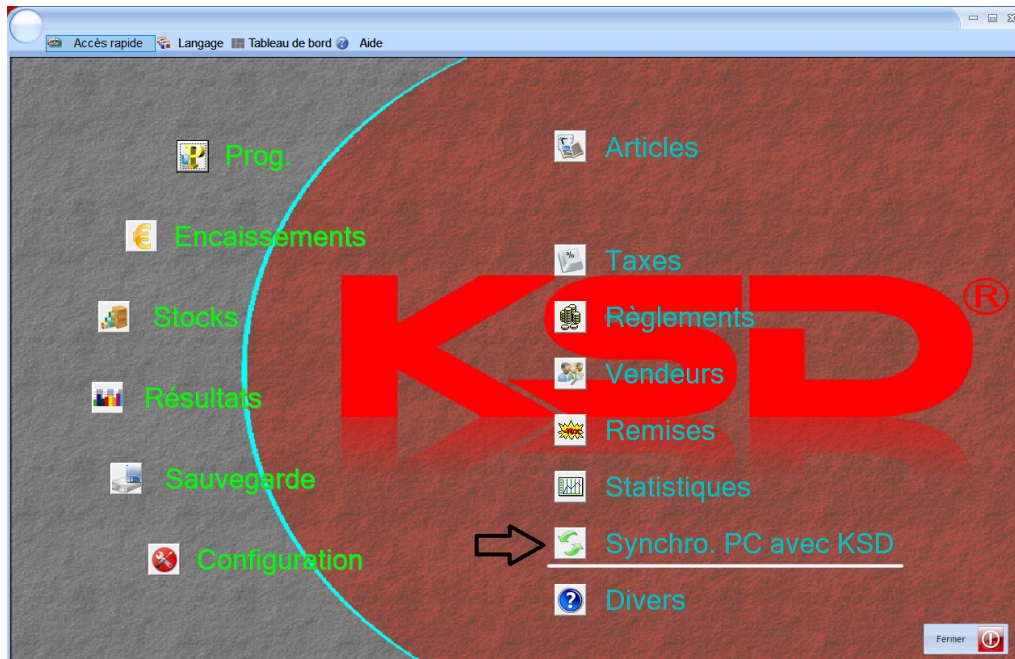 Accès rapide Langage Tableau de bord Aide
Prog.
Encaissements
Stocks
Résultats
Sauvegarde
Configuration
Articles
Taxes
Règlements
Vendeurs
Remises
Statistiques
Synchro. PC avec KSD
Divers
KSD®
Fermer